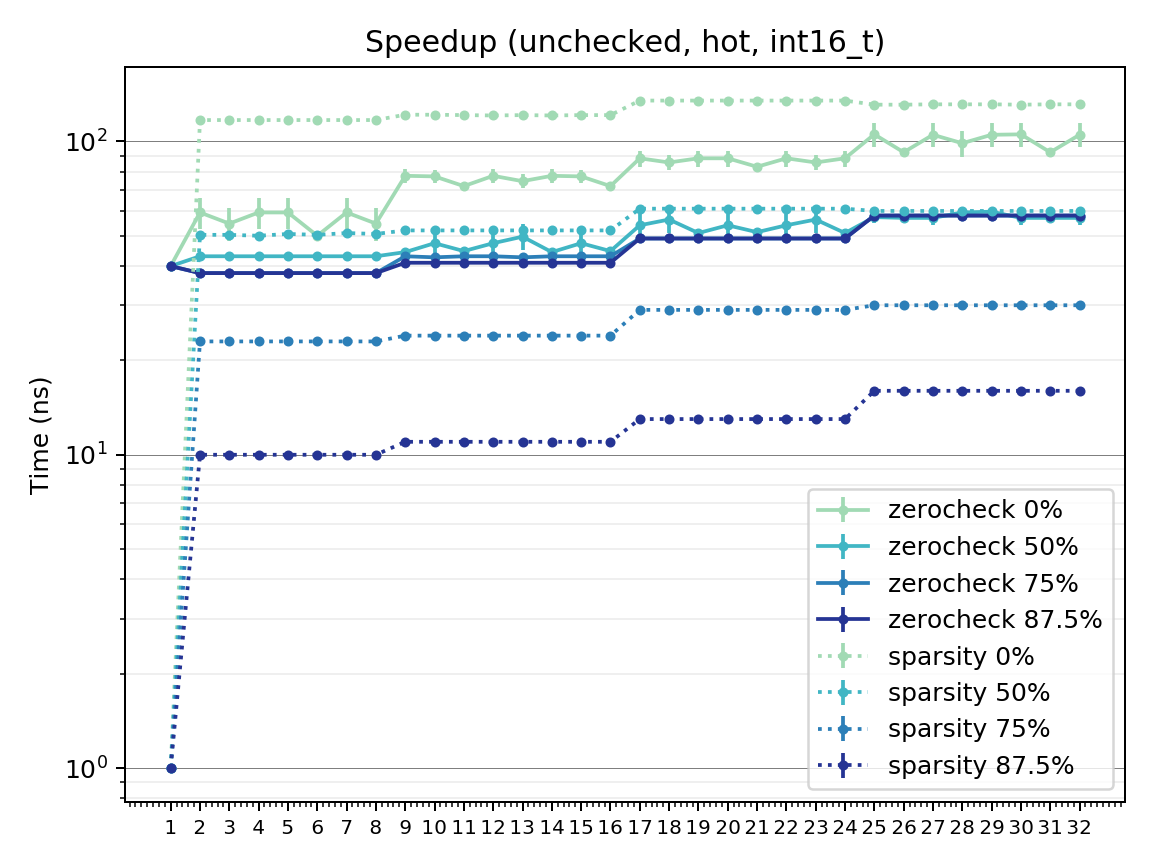 Speedup (unchecked, hot, int16_t)
Time (ns)
10²
10¹
10⁰
zerocheck 0%
zerocheck 50%
zerocheck 75%
zerocheck 87.5%
sparsity 0%
sparsity 50%
sparsity 75%
sparsity 87.5%
1 2 3 4 5 6 7 8 9 10 11 12 13 14 15 16 17 18 19 20 21 22 23 24 25 26 27 28 29 30 31 32